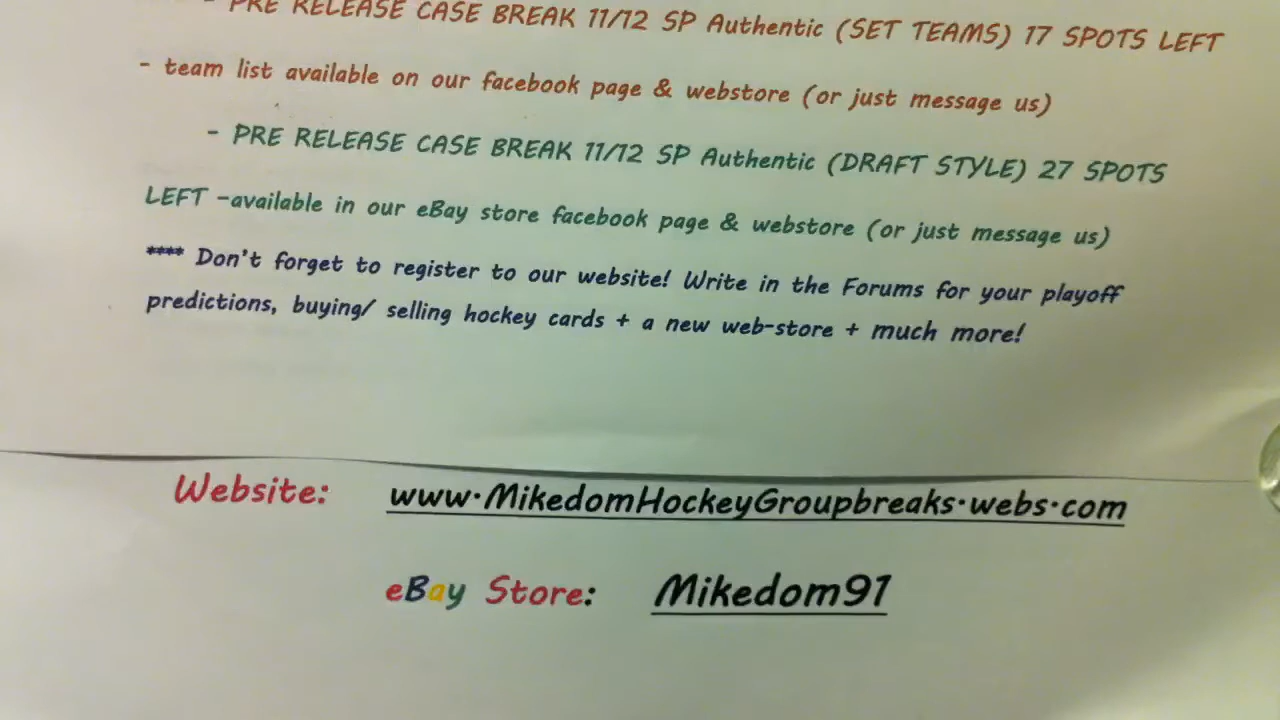 - PRE RELEASE CASE BREAK 11/12 SP Authentic (SET TEAMS) 17 SPOTS LEFT
- team list available on our facebook page & webstore (or just message us)
- PRE RELEASE CASE BREAK 11/12 SP Authentic (DRAFT STYLE) 27 SPOTS
LEFT -available in our eBay store facebook page & webstore (or just message us)
**** Don't forget to register to our website! Write in the Forums for your playoff
predictions, buying/ selling hockey cards + a new web-store + much more!
Website: www.MikedomHockeyGroupbreaks.webs.com
eBay Store: Mikedom91